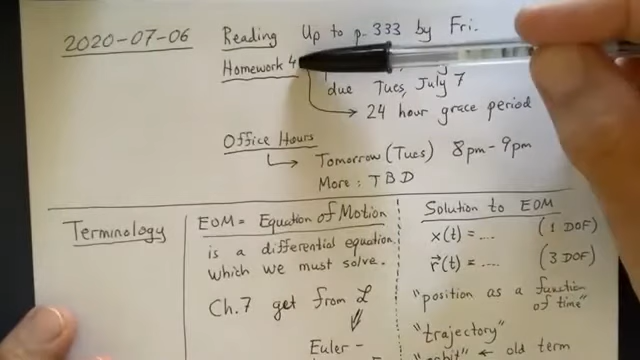 2020-07-06
Reading Up to p. 333 by Fri.
Homework 4
due Tues, July 7
24 hour grace period
Office Hours
Tomorrow (Tues) 8pm-9pm
More: TBD
Terminology
EOM = Equation of Motion
is a differential equation
which we must solve.
Ch. 7 get from L
Euler-
Solution to EOM
x(t) = .... (1 DOF)
r⃗(t) = .... (3 DOF)
"position as a function
of time"
"trajectory"
"orbit" ← old term